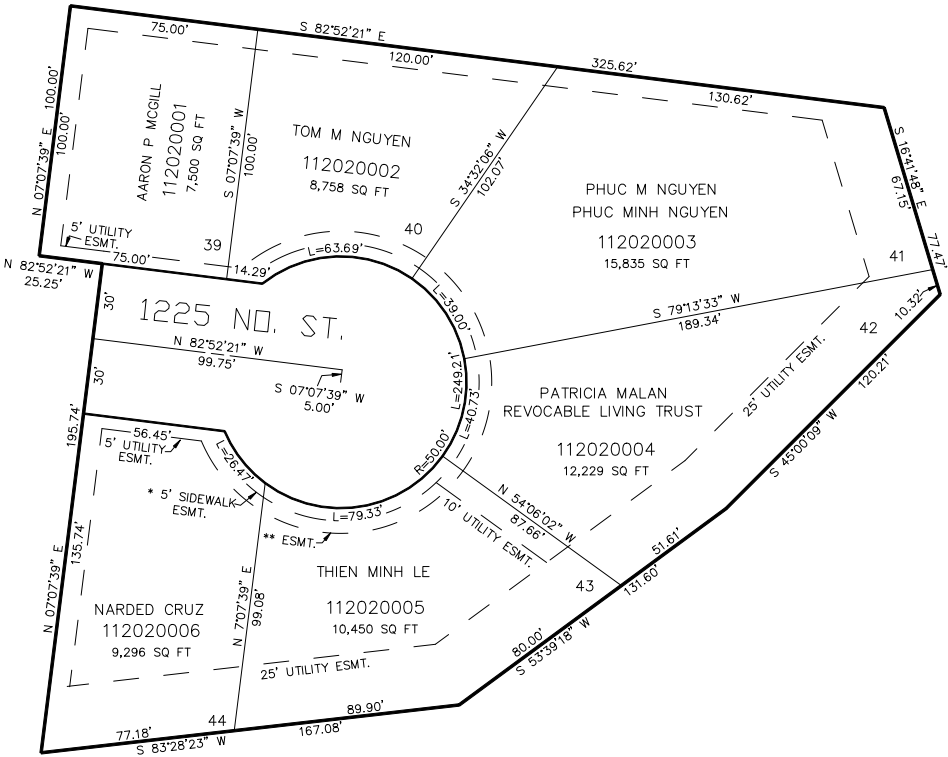 75.00'
S 82°52'21" E
120.00'
325.62'
130.62'
N 07°07'39" E 100.00'
100.00'
AARON P MCGILL
112020001
7,500 SQ FT
S 07°07'39" W
100.00'
TOM M NGUYEN
112020002
8,758 SQ FT
S 34°32'06" W
102.07'
PHUC M NGUYEN
PHUC MINH NGUYEN
112020003
15,835 SQ FT
S 16°41'48" E
67.15'
77.47'
10.32'
5' UTILITY
ESMT.
39
40
41
42
75.00'
14.29'
L=63.69'
N 82°52'21" W
25.25'
30'
1225 NO. ST.
N 82°52'21" W
99.75'
30'
S 07°07'39" W
5.00'
L=39.00'
L=249.21'
L=40.73'
R=50.00'
S 79°13'33" W
189.34'
PATRICIA MALAN
REVOCABLE LIVING TRUST
112020004
12,229 SQ FT
25' UTILITY ESMT.
120.21'
S 45°00'09" W
195.74'
56.45'
5' UTILITY
ESMT.
L=26.47'
* 5' SIDEWALK
ESMT.
L=79.33'
** ESMT.
10' UTILITY ESMT.
N 54°06'02" W
87.66'
51.61'
131.60'
43
135.74'
N 07°07'39" E
N 7°07'39" E
99.08'
THIEN MINH LE
112020005
10,450 SQ FT
NARDED CRUZ
112020006
9,296 SQ FT
25' UTILITY ESMT.
80.00'
S 53°39'18" W
44
77.18'
89.90'
S 83°28'23" W
167.08'